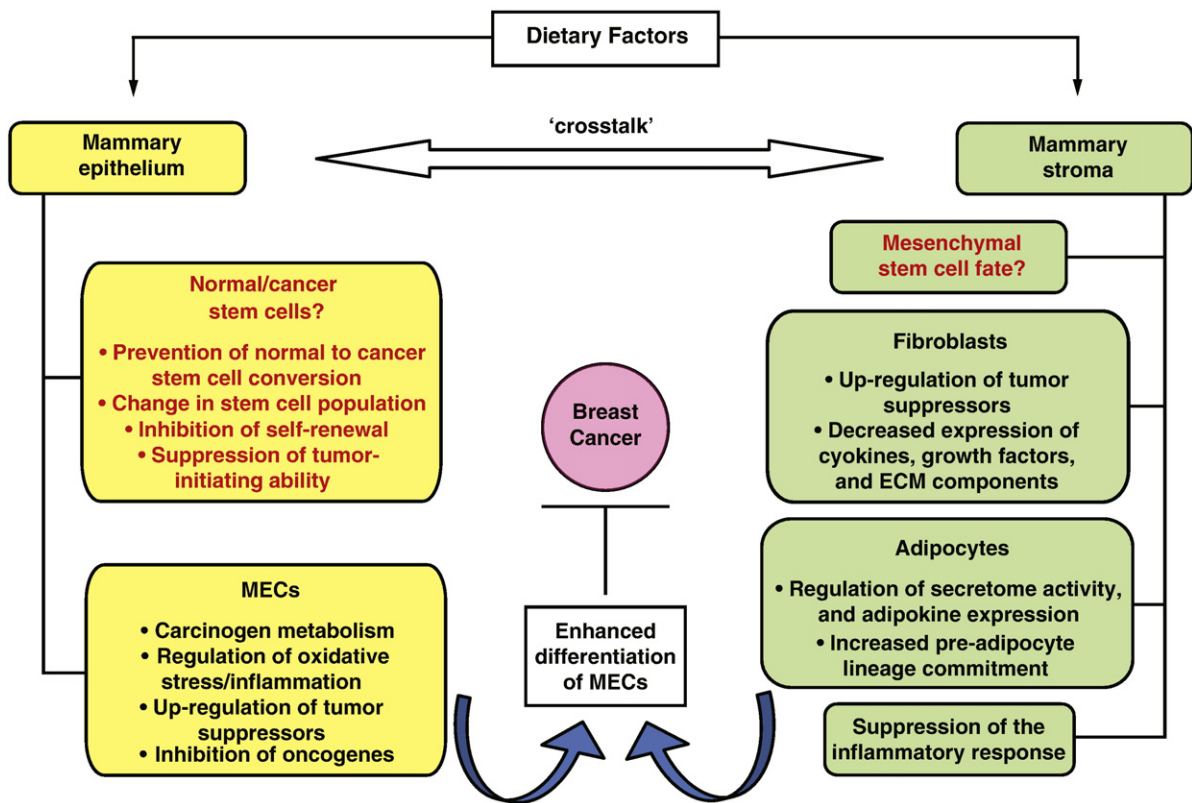 Dietary Factors
'crosstalk'
Mammary
epithelium
Normal/cancer
stem cells?
• Prevention of normal to cancer
stem cell conversion
• Change in stem cell population
• Inhibition of self-renewal
• Suppression of tumor-
initiating ability
MECs
• Carcinogen metabolism
• Regulation of oxidative
stress/inflammation
• Up-regulation of tumor
suppressors
• Inhibition of oncogenes
Breast
Cancer
Enhanced
differentiation
of MECs
Mammary
stroma
Mesenchymal
stem cell fate?
Fibroblasts
• Up-regulation of tumor
suppressors
• Decreased expression of
cyokines, growth factors,
and ECM components
Adipocytes
• Regulation of secretome activity,
and adipokine expression
• Increased pre-adipocyte
lineage commitment
Suppression of the
inflammatory response